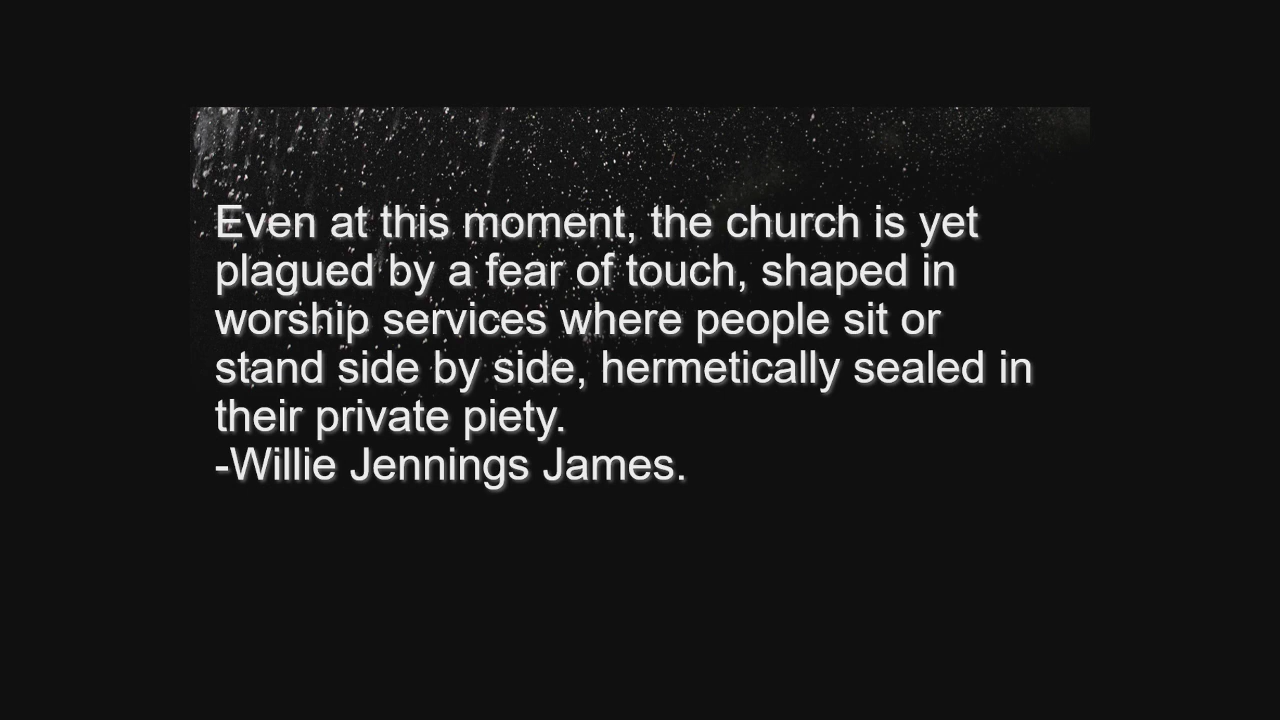 Even at this moment, the church is yet
plagued by a fear of touch, shaped in
worship services where people sit or
stand side by side, hermetically sealed in
their private piety.
-Willie Jennings James.